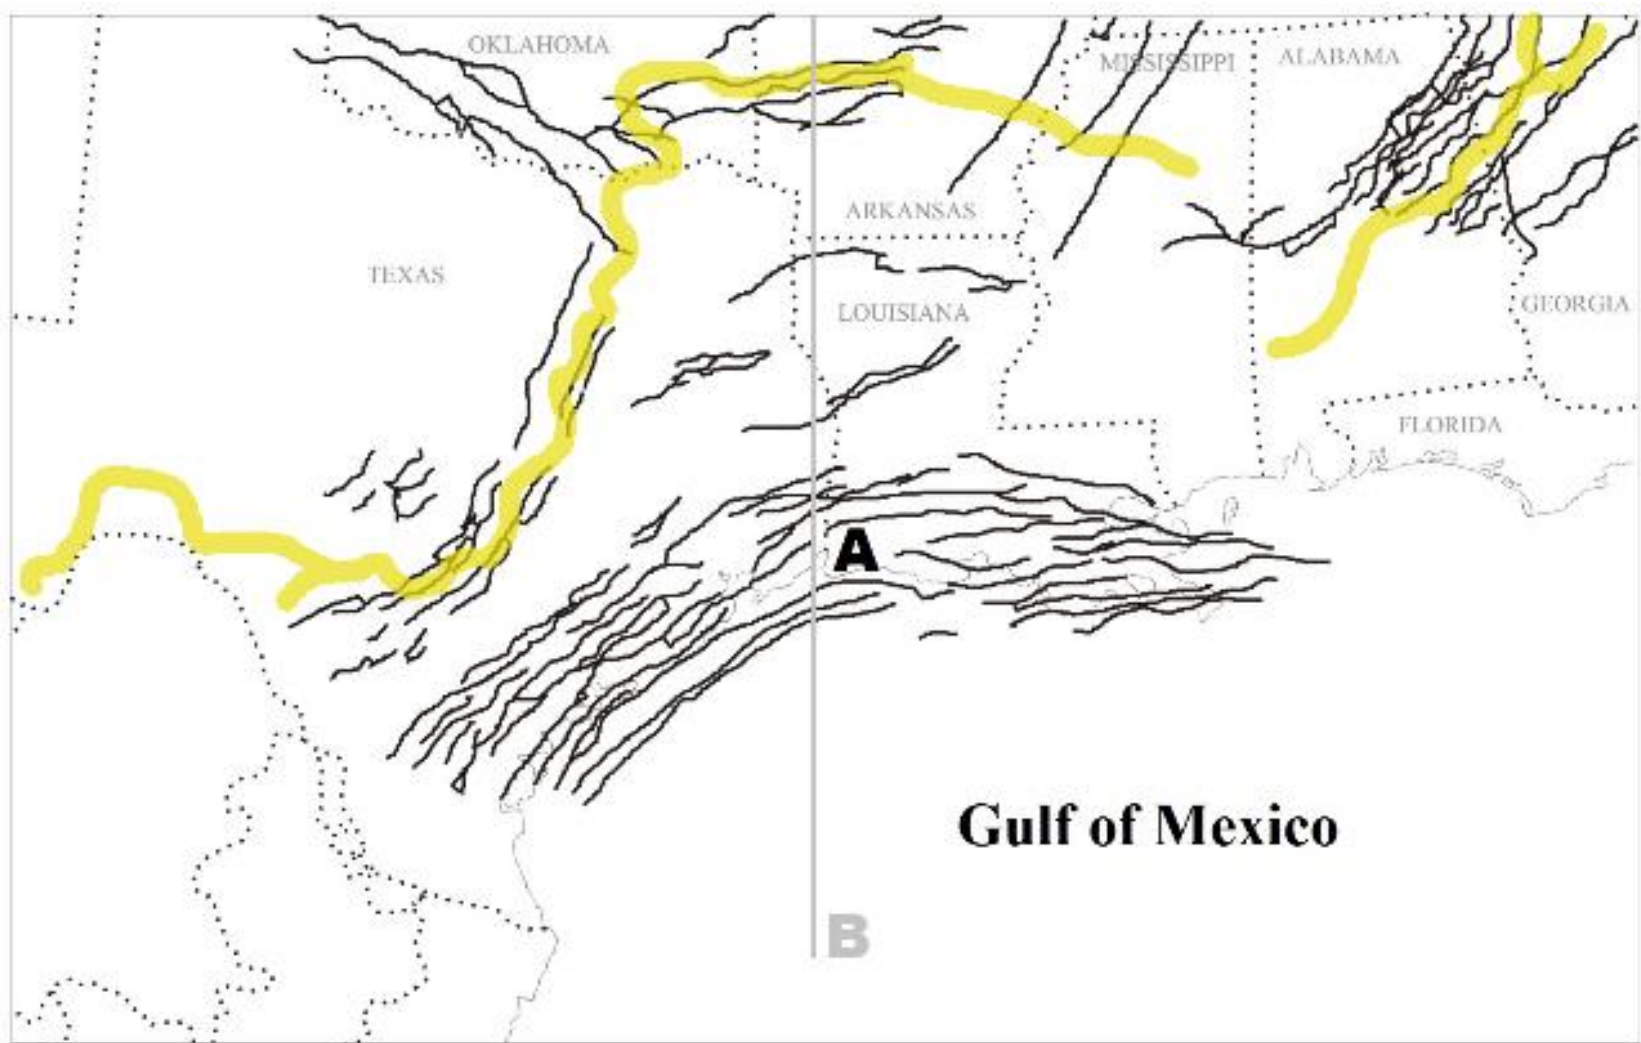 OKLAHOMA
MISSISSIPPI
ALABAMA
ARKANSAS
TEXAS
LOUISIANA
GEORGIA
FLORIDA
A
Gulf of Mexico
B